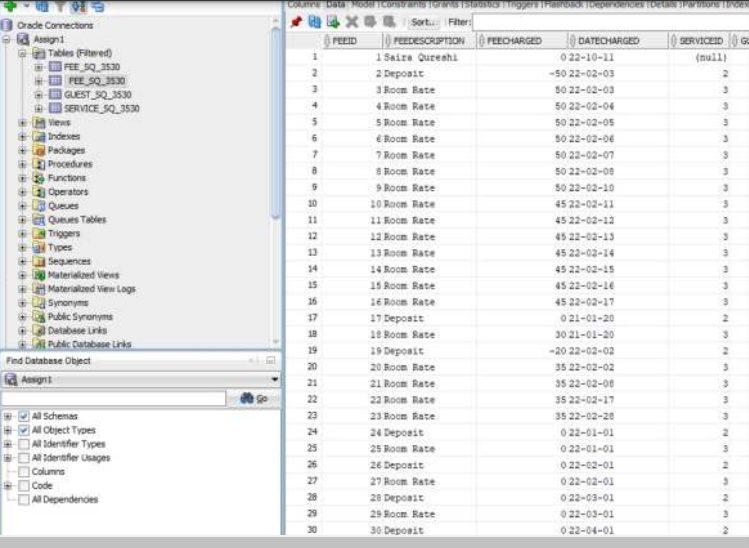 Columns Data Model Constraints Grants Statistics Triggers Flashback Dependencies Details Partitions
Sort.. Filter:
Oracle Connections
Assign1
Tables (Filtered)
FEE_SQ_3530
FEE_SQ_3530
GUEST_SQ_3530
SERVICE_SQ_3530
Views
Indexes
Packages
Procedures
Functions
Operators
Queues
Queues Tables
Triggers
Types
Sequences
Materialized Views
Materialized View Logs
Synonyms
Public Synonyms
Database Links
Public Database Links
Find Database Object
Assign1
Go
All Schemas
All Object Types
All Identifier Types
All Identifier Usages
Columns
Code
All Dependencies
FEEID FEEDESCRIPTION FEECHARGED DATECHARGED SERVICEID
1 1 Saira Qureshi 0 22-10-11 (null)
2 2 Deposit -50 22-02-03 2
3 3 Room Rate 50 22-02-03 3
4 4 Room Rate 50 22-02-04 3
5 5 Room Rate 50 22-02-05 3
6 6 Room Rate 50 22-02-06 3
7 7 Room Rate 50 22-02-07 3
8 8 Room Rate 50 22-02-08 3
9 9 Room Rate 50 22-02-10 3
10 10 Room Rate 45 22-02-11 3
11 11 Room Rate 45 22-02-12 3
12 12 Room Rate 45 22-02-13 3
13 13 Room Rate 45 22-02-14 3
14 14 Room Rate 45 22-02-15 3
15 15 Room Rate 45 22-02-16 3
16 16 Room Rate 45 22-02-17 3
17 17 Deposit 0 21-01-20 2
18 18 Room Rate 30 21-01-20 3
19 19 Deposit -20 22-02-02 2
20 20 Room Rate 35 22-02-02 3
21 21 Room Rate 35 22-02-08 3
22 22 Room Rate 35 22-02-17 3
23 23 Room Rate 35 22-02-28 3
24 24 Deposit 0 22-01-01 2
25 25 Room Rate 0 22-01-01 3
26 26 Deposit 0 22-02-01 2
27 27 Room Rate 0 22-02-01 3
28 28 Deposit 0 22-03-01 2
29 29 Room Rate 0 22-03-01 3
30 30 Deposit 0 22-04-01 2